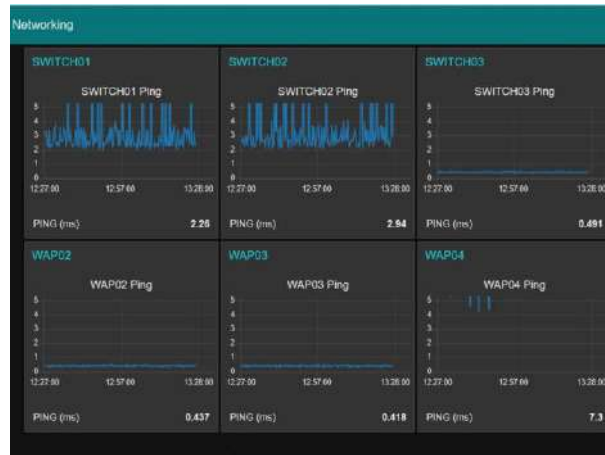 Networking
SWITCH01 SWITCH02 SWITCH03
SWITCH01 Ping SWITCH02 Ping SWITCH03 Ping
5 5 5
4 4 4
3 3 3
2 2 2
1 1 1
0 0 0
12:27:00 12:57:00 13:28:00 12:27:00 12:57:00 13:28:00 12:27:00 12:57:00 13:28:00
PING (ms) 2.26 PING (ms) 2.94 PING (ms) 0.491
WAP02 WAP03 WAP04
WAP02 Ping WAP03 Ping WAP04 Ping
5 5 5
4 4 4
3 3 3
2 2 2
1 1 1
0 0 0
12:27:00 12:57:00 13:28:00 12:27:00 12:57:00 13:28:00 12:27:00 12:57:00 13:28:00
PING (ms) 0.437 PING (ms) 0.418 PING (ms) 7.3